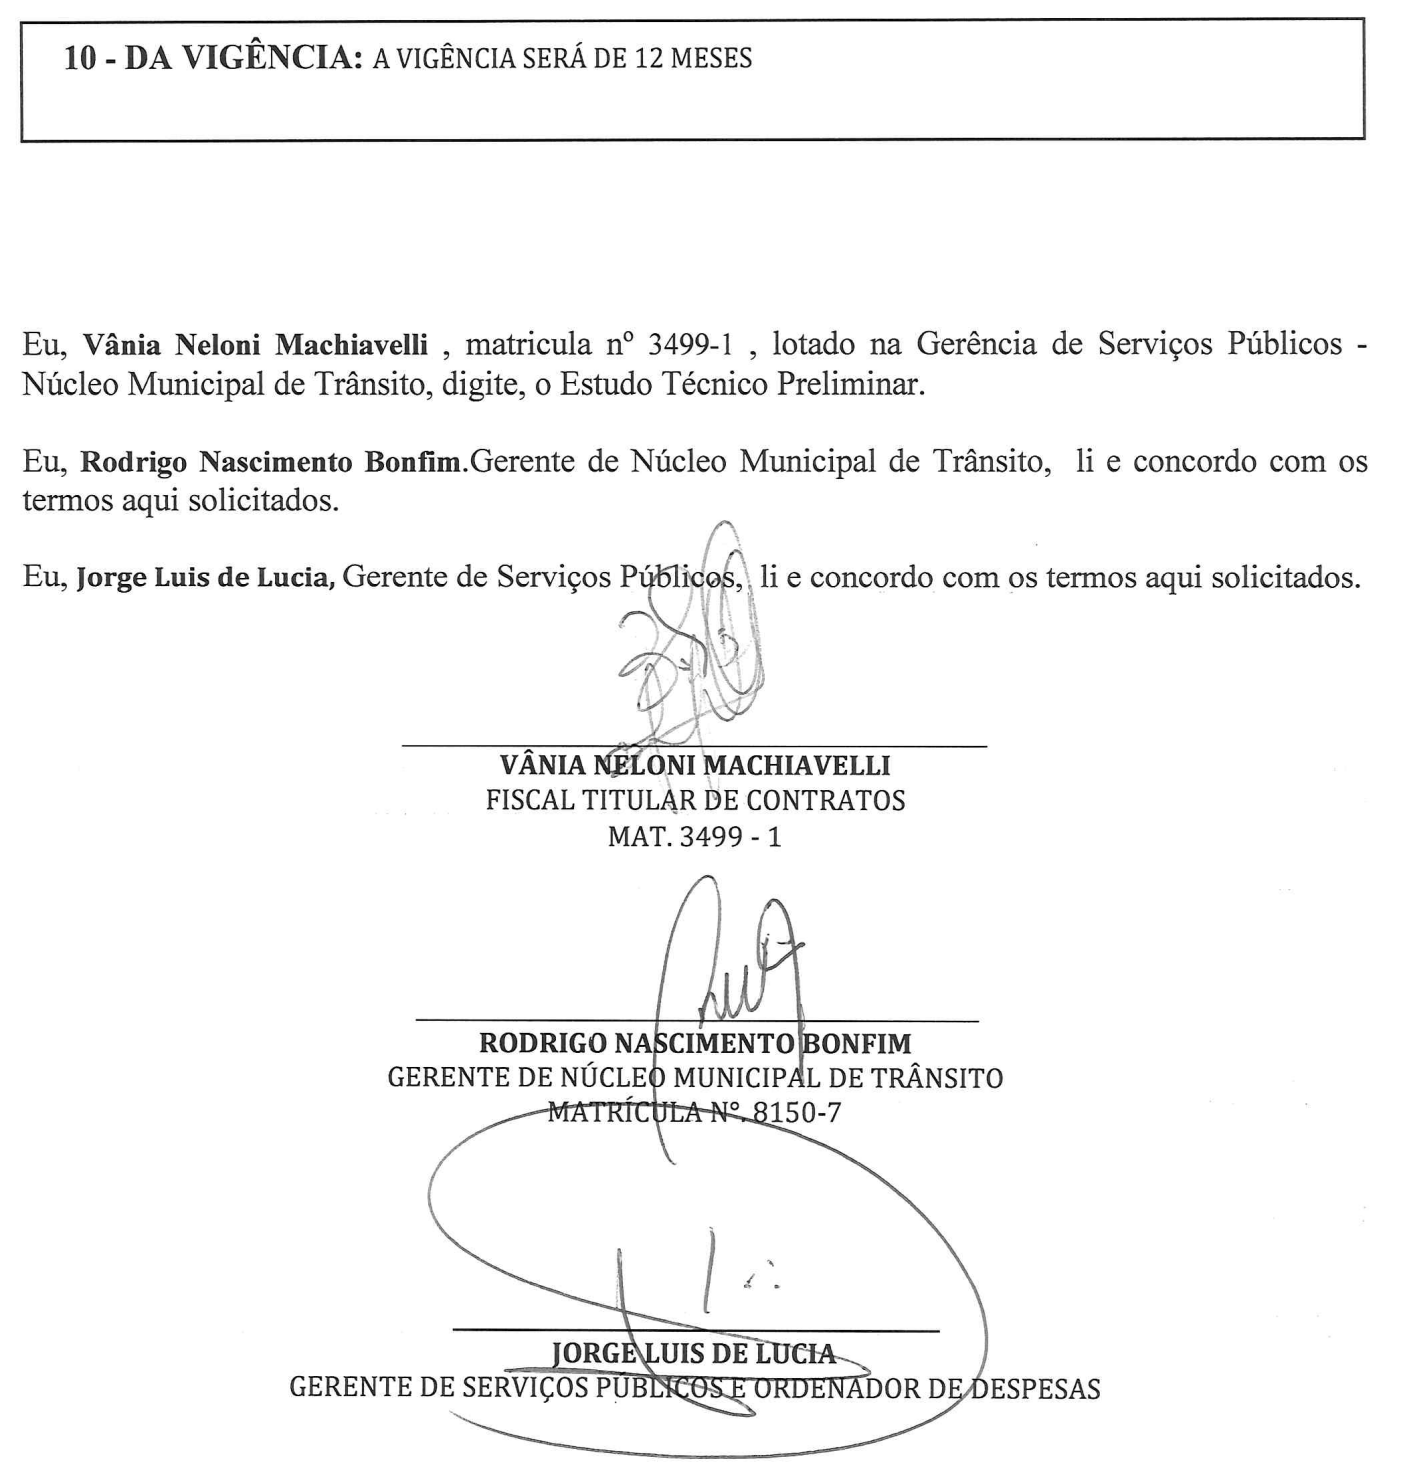 10 - DA VIGÊNCIA: A VIGÊNCIA SERÁ DE 12 MESES
Eu, Vânia Neloni Machiavelli , matricula nº 3499-1 , lotado na Gerência de Serviços Públicos -
Núcleo Municipal de Trânsito, digite, o Estudo Técnico Preliminar.
Eu, Rodrigo Nascimento Bonfim.Gerente de Núcleo Municipal de Trânsito, li e concordo com os
termos aqui solicitados.
Eu, Jorge Luis de Lucia, Gerente de Serviços Públicos, li e concordo com os termos aqui solicitados.
VÂNIA NELONI MACHIAVELLI
FISCAL TITULAR DE CONTRATOS
MAT. 3499 - 1
RODRIGO NASCIMENTO BONFIM
GERENTE DE NÚCLEO MUNICIPAL DE TRÂNSITO
MATRÍCULA N°. 8150-7
JORGE LUIS DE LUCIA
GERENTE DE SERVIÇOS PÚBLICOS E ORDENADOR DE DESPESAS